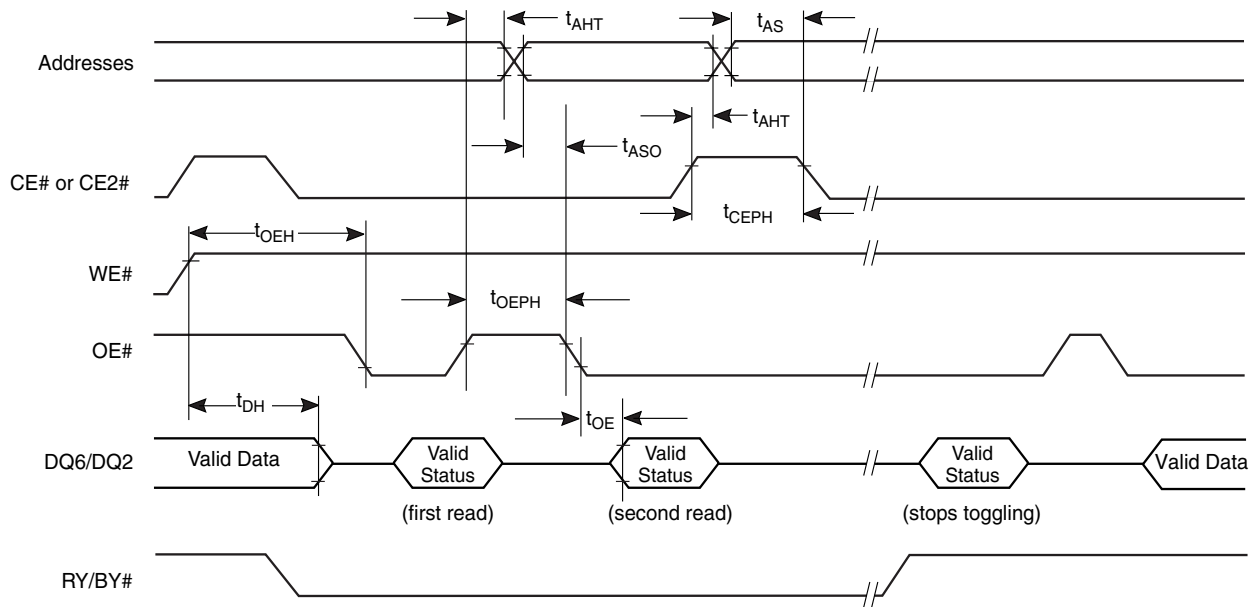 tAHT
tAS
Addresses
tAHT
tASO
CE# or CE2#
tCEPH
tOEH
WE#
tOEPH
OE#
tDH
tOE
DQ6/DQ2
Valid Data
Valid
Status
Valid
Status
Valid
Status
Valid Data
(first read)
(second read)
(stops toggling)
RY/BY#